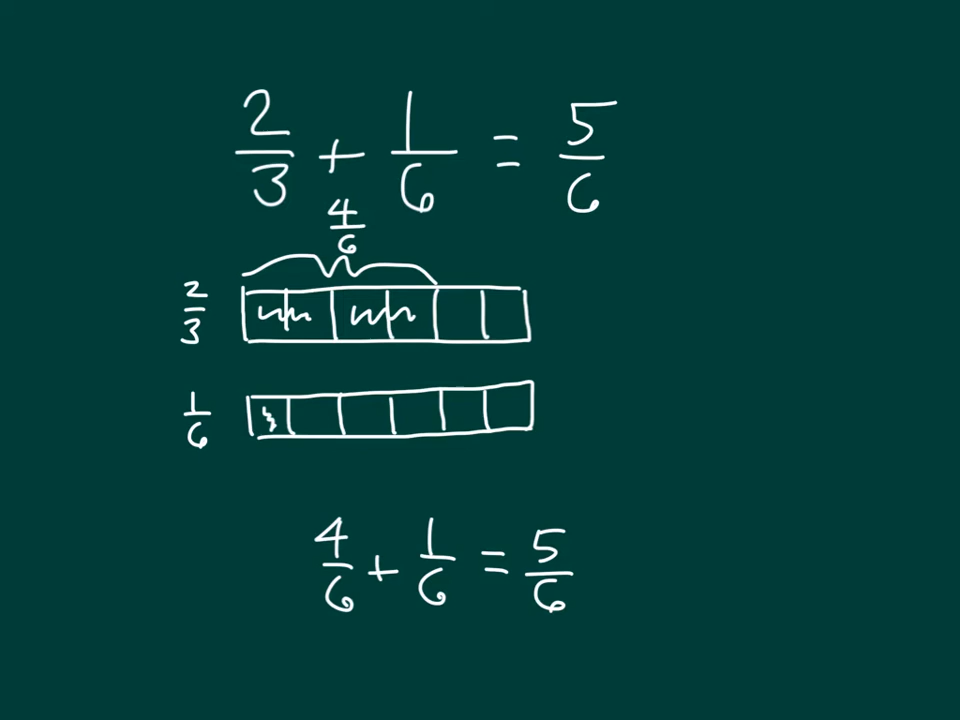 2/3 + 1/6 = 5/6
4/6
2/3
1/6
4/6 + 1/6 = 5/6